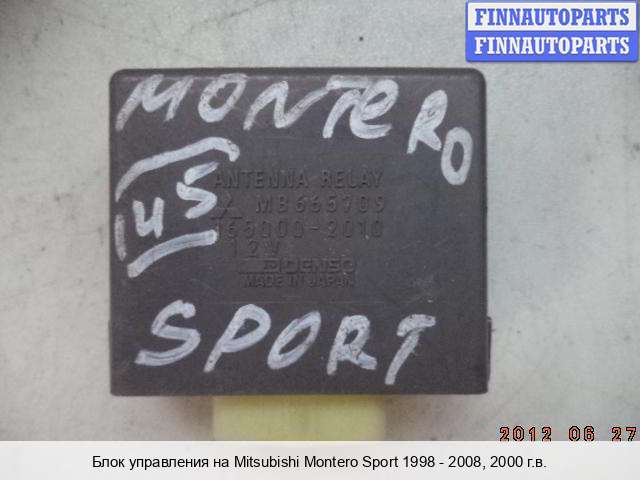 FINNAUTOPARTS
FINNAUTOPARTS
MONTERO
US
ANTENNA RELAY
MB665709
165000-2010
12V
DENSO
MADE IN JAPAN
SPORT
2012 06 27
Блок управления на Mitsubishi Montero Sport 1998 - 2008, 2000 г.в.